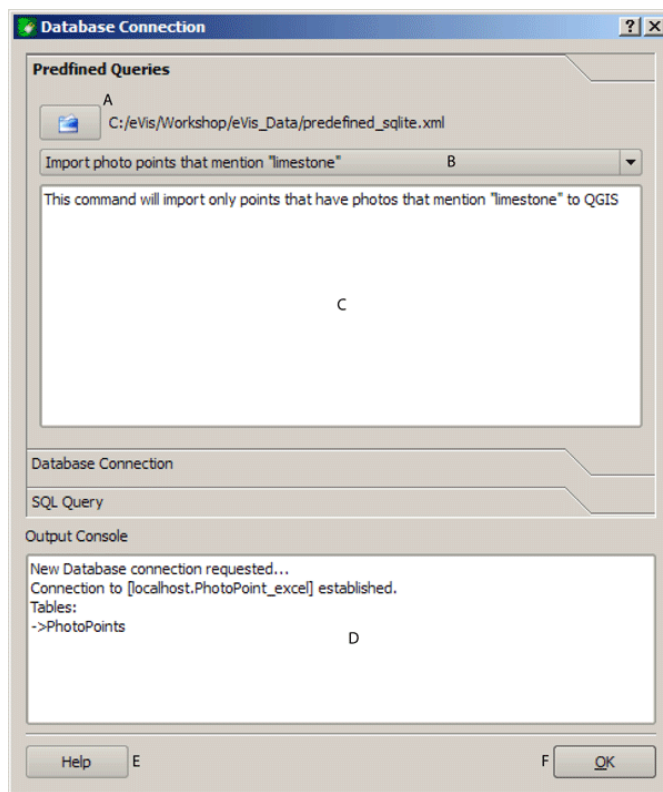 Database Connection
Predfined Queries
A
C:/eVis/Workshop/eVis_Data/predefined_sqlite.xml
Import photo points that mention "limestone" B
This command will import only points that have photos that mention "limestone" to QGIS
C
Database Connection
SQL Query
Output Console
New Database connection requested...
Connection to [localhost.PhotoPoint_excel] established.
Tables:
->PhotoPoints
D
Help E F OK